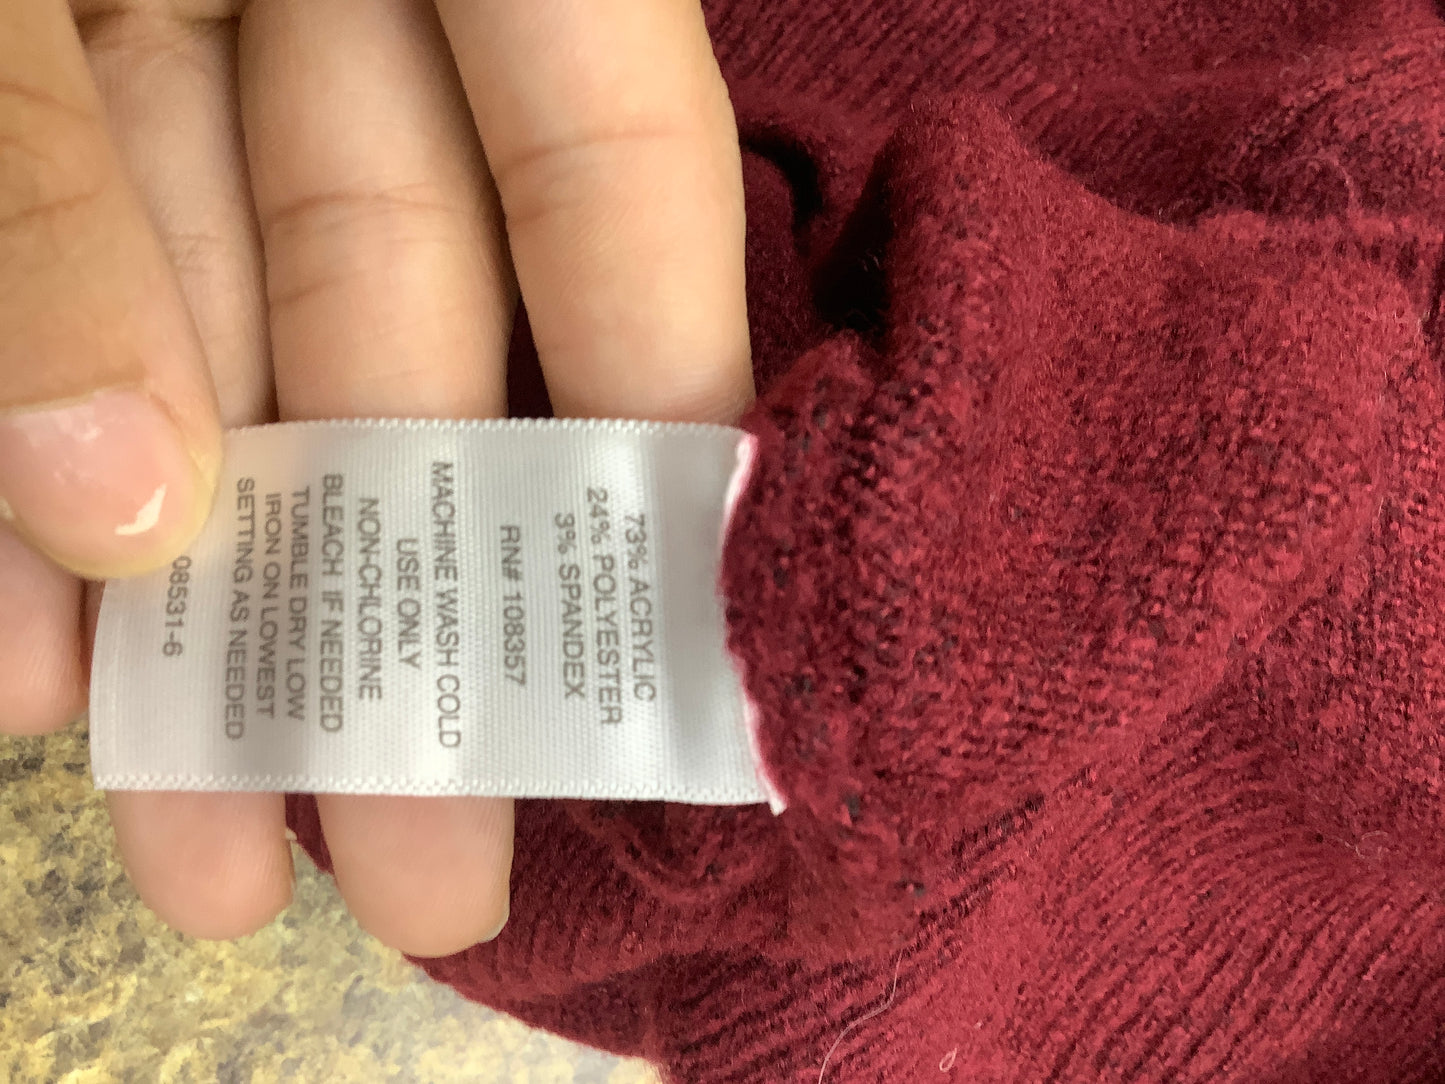 73% ACRYLIC
24% POLYESTER
3% SPANDEX
RN# 108357
MACHINE WASH COLD
USE ONLY
NON-CHLORINE
BLEACH IF NEEDED
TUMBLE DRY LOW
IRON ON LOWEST
SETTING AS NEEDED
08531-6